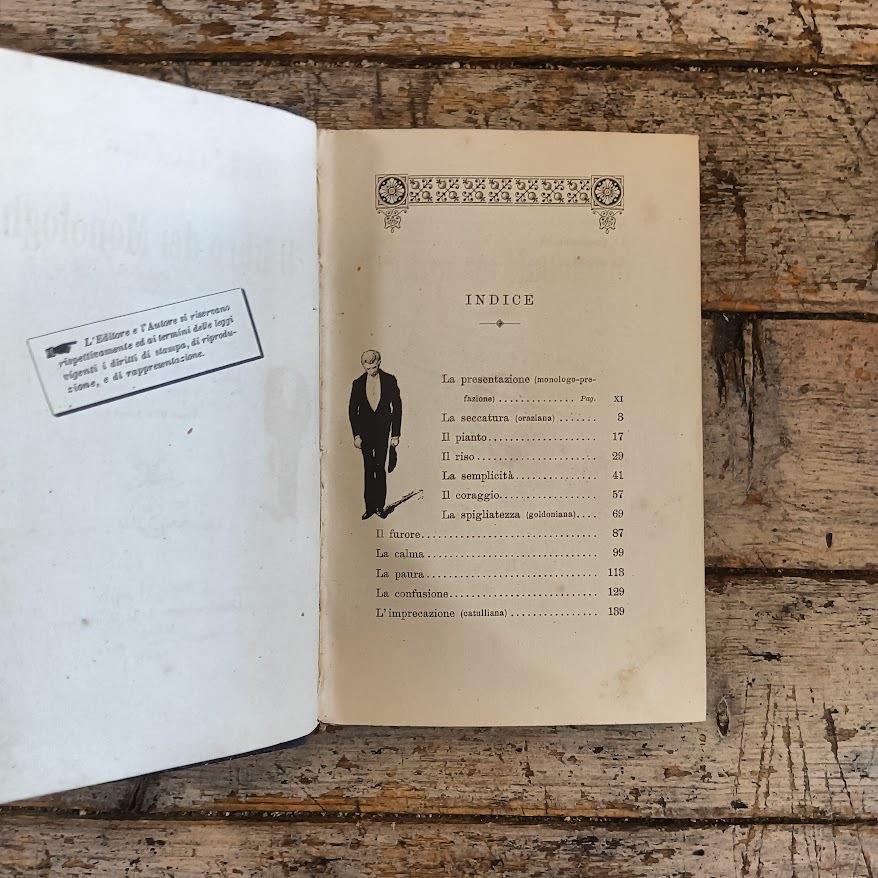 L'Editore e l'Autore si riservano
rispettivamente ed ai termini delle leggi
vigenti i diritti di stampa, di riprodu-
zione, e di rappresentazione.
INDICE
La presentazione (monologo-pre-
fazione) .............. Pag. XI
La seccatura (oraziana) ....... 3
Il pianto.................... 17
Il riso...................... 29
La semplicità................ 41
Il coraggio.................. 57
La spigliatezza (goldoniana).... 69
Il furore.............................. 87
La calma .............................. 99
La paura.............................. 113
La confusione.......................... 129
L'imprecazione (catulliana) ............... 139